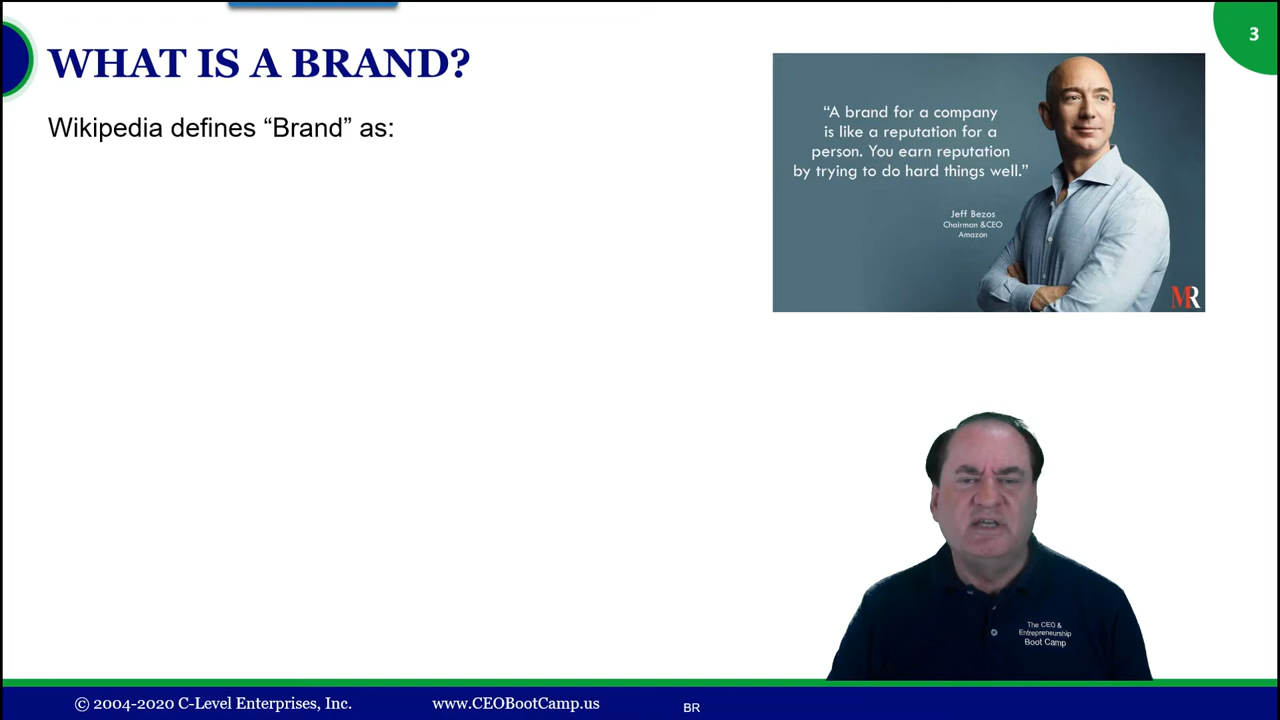 3
WHAT IS A BRAND?
Wikipedia defines “Brand” as:
“A brand for a company
is like a reputation for a
person. You earn reputation
by trying to do hard things well.”
Jeff Bezos
Chairman &CEO
Amazon
MR
The CEO &
Entrepreneurship
Boot Camp
© 2004-2020 C-Level Enterprises, Inc.
www.CEOBootCamp.us
BR